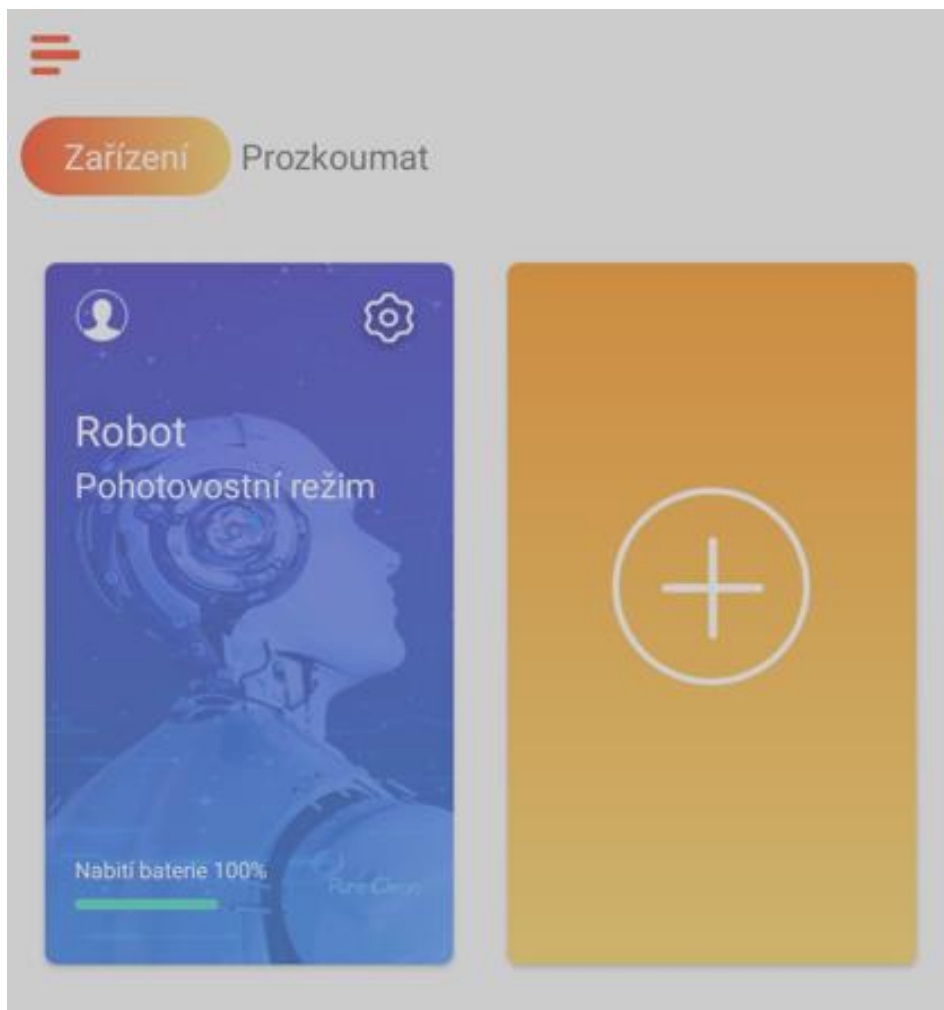 Zařízení Prozkoumat
Robot
Pohotovostní režim
Nabití baterie 100%